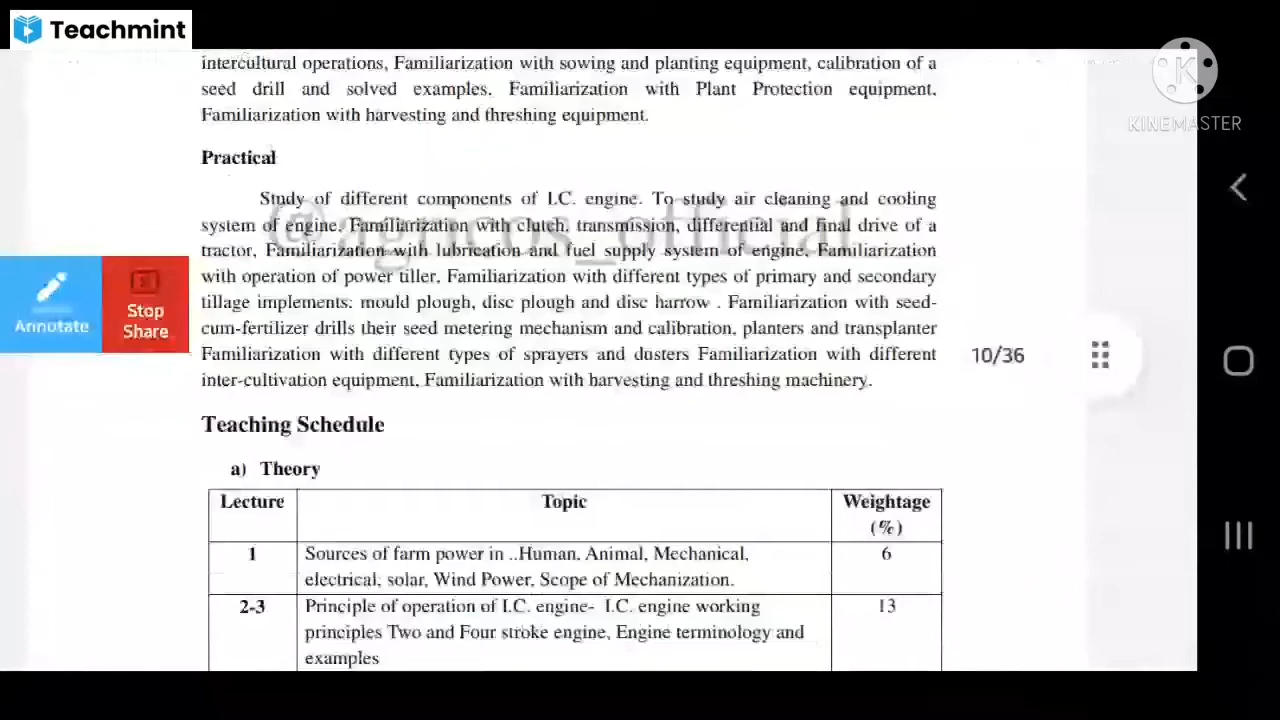 Teachmint
intercultural operations, Familiarization with sowing and planting equipment, calibration of a
seed drill and solved examples. Familiarization with Plant Protection equipment,
Familiarization with harvesting and threshing equipment.
KINEMASTER
Practical
Study of different components of I.C. engine. To study air cleaning and cooling
system of engine, Familiarization with clutch, transmission, differential and final drive of a
tractor, Familiarization with lubrication and fuel supply system of engine, Familiarization
with operation of power tiller, Familiarization with different types of primary and secondary
tillage implements: mould plough, disc plough and disc harrow . Familiarization with seed-
cum-fertilizer drills their seed metering mechanism and calibration, planters and transplanter
Familiarization with different types of sprayers and dusters Familiarization with different
inter-cultivation equipment, Familiarization with harvesting and threshing machinery.
@agricos_official
Annotate
Stop
Share
10/36
Teaching Schedule
a) Theory
Lecture Topic Weightage
(%)
1 Sources of farm power in ..Human, Animal, Mechanical, 6
electrical, solar, Wind Power, Scope of Mechanization.
2-3 Principle of operation of I.C. engine- I.C. engine working 13
principles Two and Four stroke engine, Engine terminology and
examples